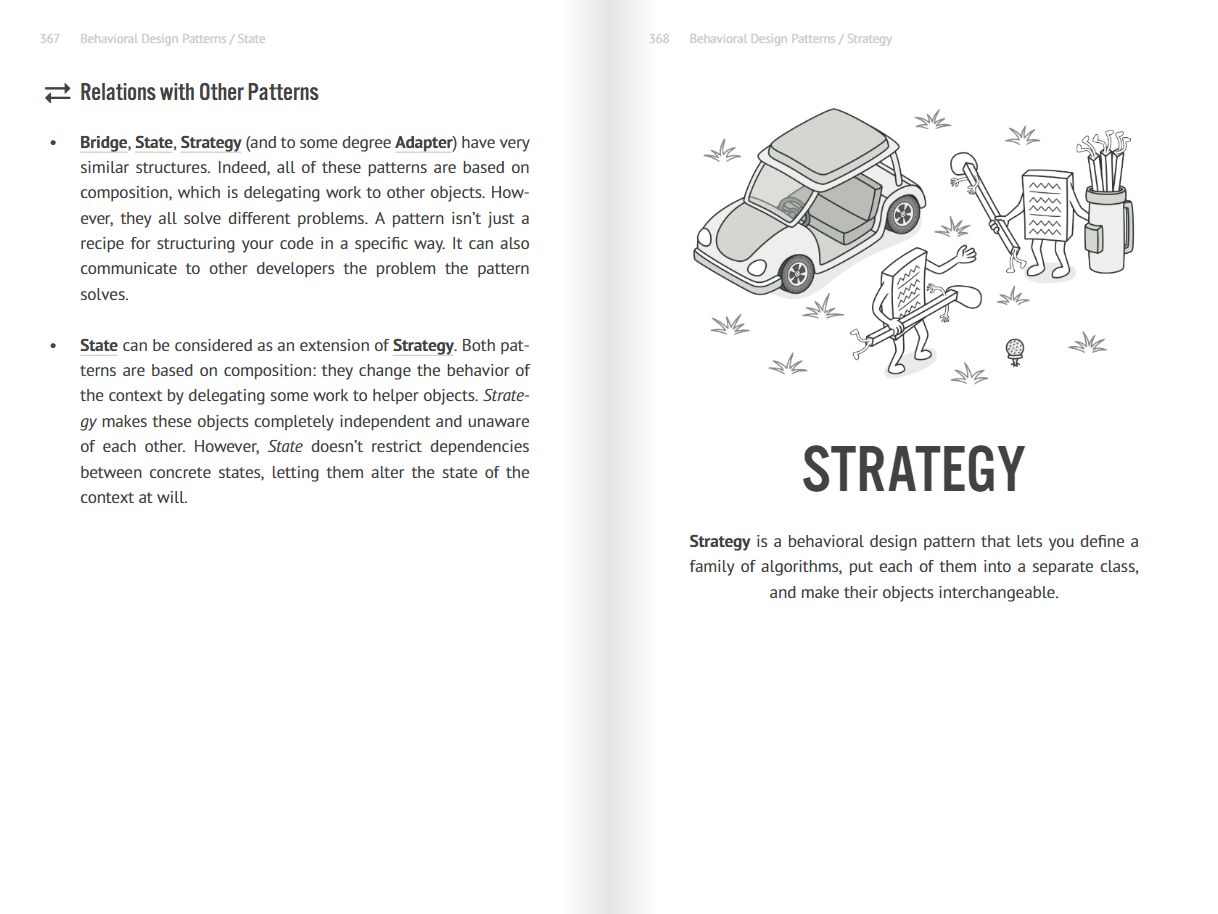 367 Behavioral Design Patterns / State
Relations with Other Patterns
• Bridge, State, Strategy (and to some degree Adapter) have very
similar structures. Indeed, all of these patterns are based on
composition, which is delegating work to other objects. How-
ever, they all solve different problems. A pattern isn’t just a
recipe for structuring your code in a specific way. It can also
communicate to other developers the problem the pattern
solves.
• State can be considered as an extension of Strategy. Both pat-
terns are based on composition: they change the behavior of
the context by delegating some work to helper objects. Strate-
gy makes these objects completely independent and unaware
of each other. However, State doesn’t restrict dependencies
between concrete states, letting them alter the state of the
context at will.
368 Behavioral Design Patterns / Strategy
STRATEGY
Strategy is a behavioral design pattern that lets you define a
family of algorithms, put each of them into a separate class,
and make their objects interchangeable.